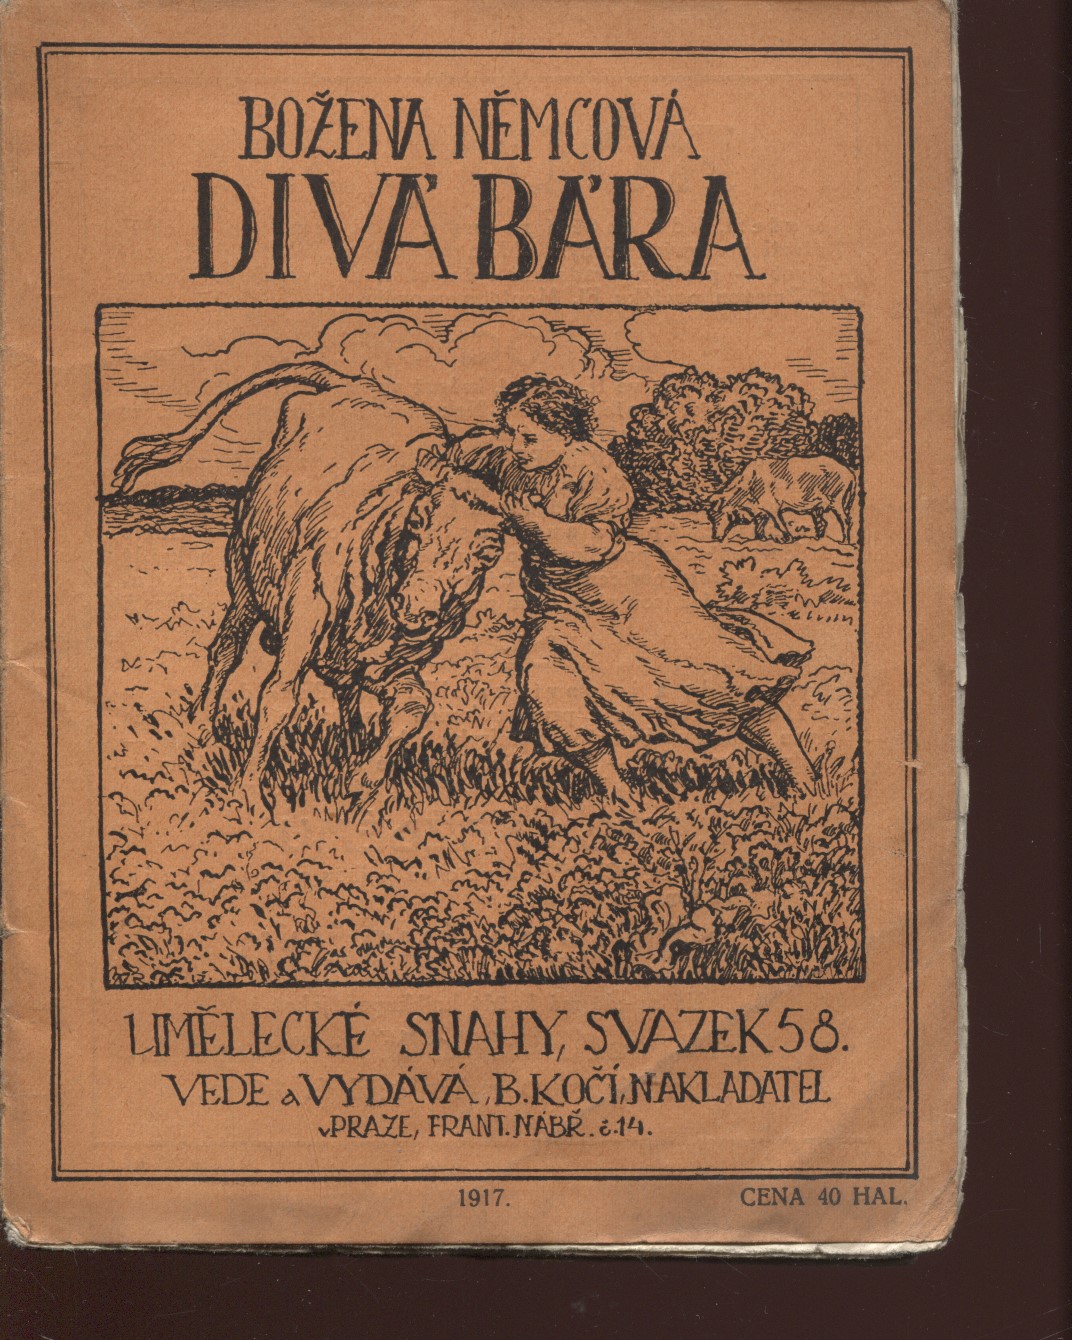 BOŽENA NĚMCOVÁ
DIVÁ BÁRA
UMĚLECKÉ SNAHY, SVAZEK 58.
VEDE a VYDÁVÁ, B. KOČÍ, NAKLADATEL
v PRAZE, FRANT. NÁBŘ. č. 14.
1917.
CENA 40 HAL.